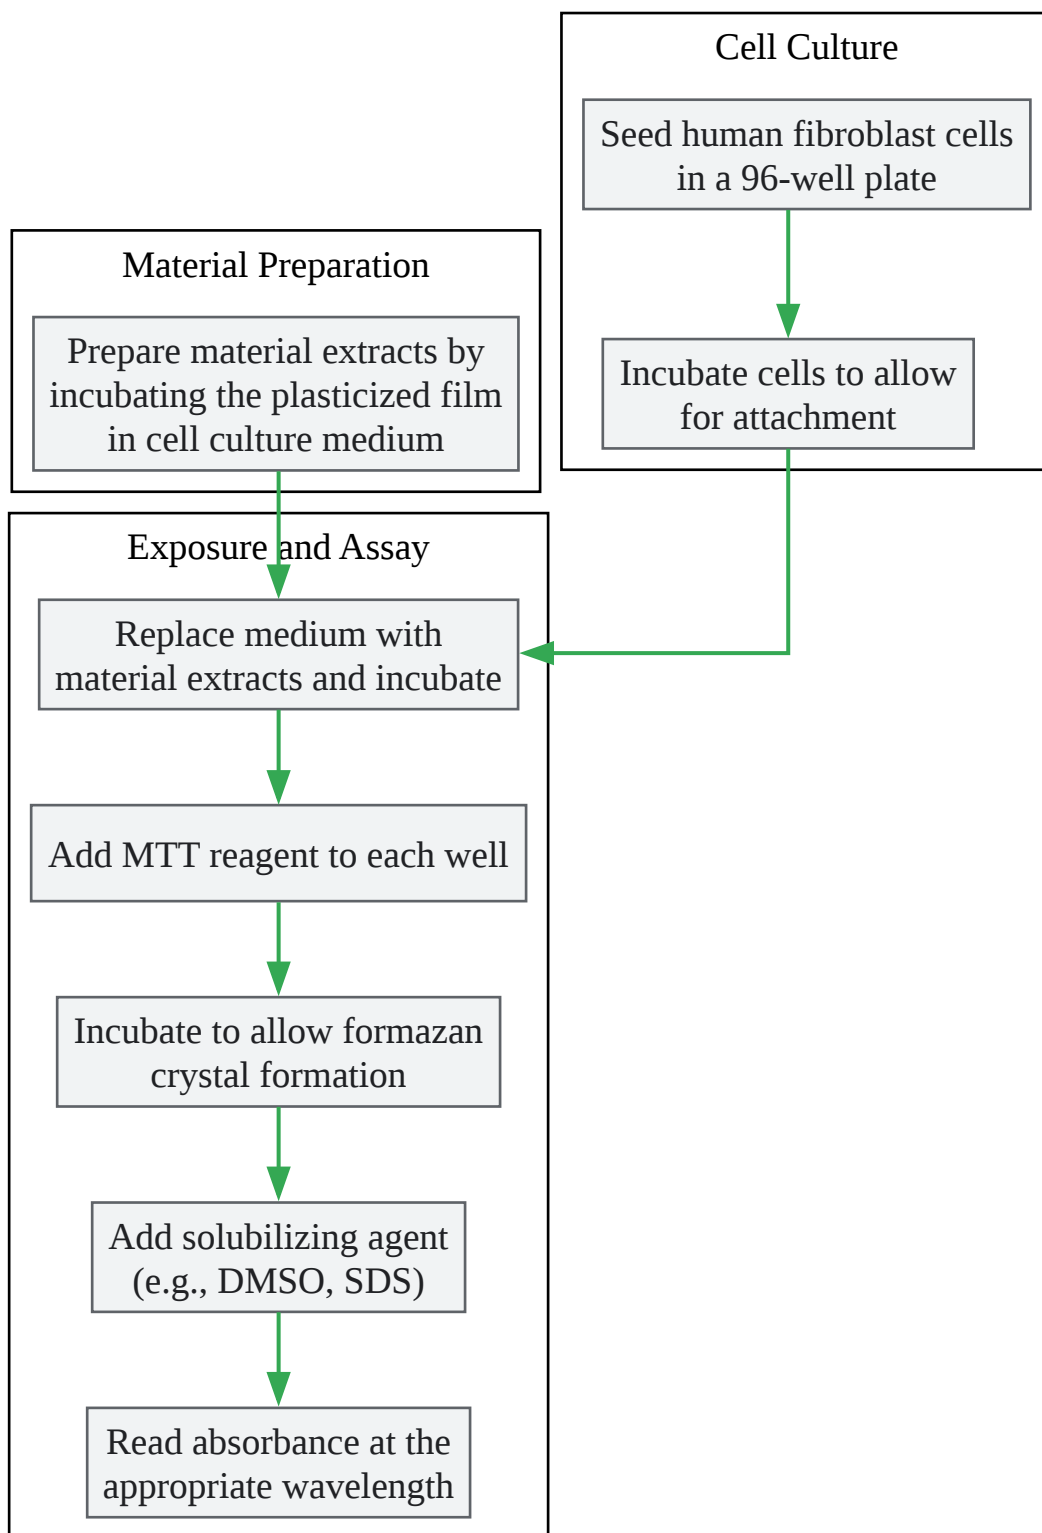 Cell Culture
Seed human fibroblast cells
in a 96-well plate
Incubate cells to allow
for attachment
Material Preparation
Prepare material extracts by
incubating the plasticized film
in cell culture medium
Exposure and Assay
Replace medium with
material extracts and incubate
Add MTT reagent to each well
Incubate to allow formazan
crystal formation
Add solubilizing agent
(e.g., DMSO, SDS)
Read absorbance at the
appropriate wavelength